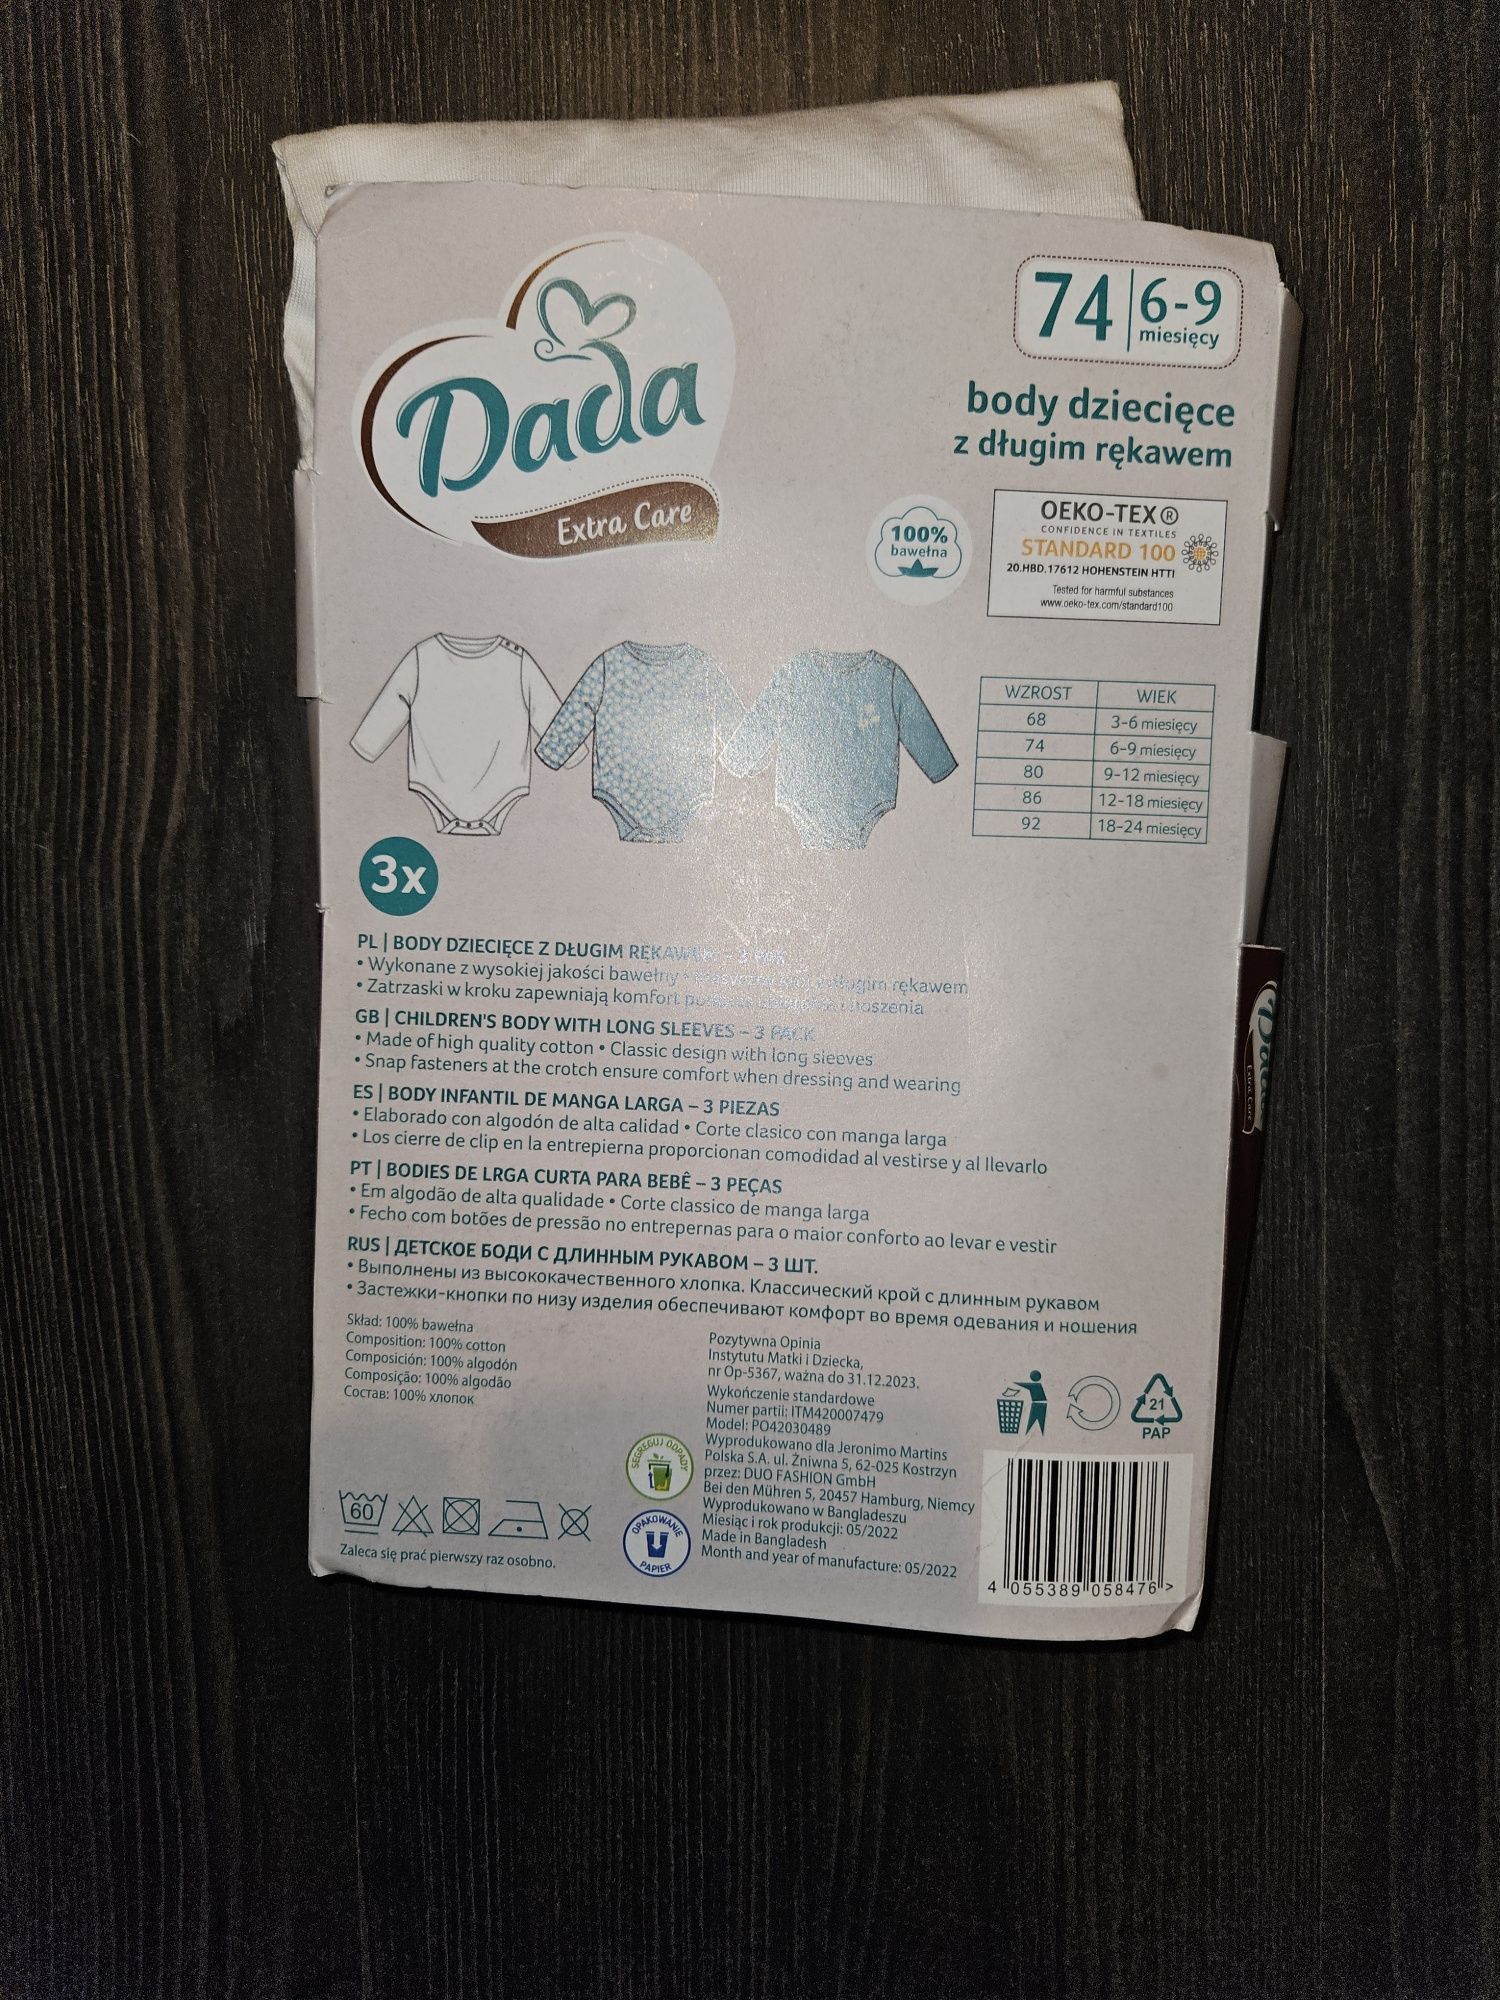 Dada
Extra Care
74 6-9
miesięcy
body dziecięce
z długim rękawem
100%
bawełna
OEKO-TEX®
CONFIDENCE IN TEXTILES
STANDARD 100
20.HBD.17612 HOHENSTEIN HTTI
Tested for harmful substances
www.oeko-tex.com/standard100
WZROST WIEK
68 3-6 miesięcy
74 6-9 miesięcy
80 9-12 miesięcy
86 12-18 miesięcy
92 18-24 miesięcy
3x
PL | BODY DZIECIĘCE Z DŁUGIM
• Wykonane z wysokiej jakości bawełny • długim rękawem
• Zatrzaski w kroku zapewniają komfort noszenia
GB | CHILDREN'S BODY WITH LONG SLEEVES – 3 PACK
• Made of high quality cotton • Classic design with long sleeves
• Snap fasteners at the crotch ensure comfort when dressing and wearing
ES | BODY INFANTIL DE MANGA LARGA – 3 PIEZAS
• Elaborado con algodón de alta calidad • Corte clasico con manga larga
• Los cierre de clip en la entrepierna proporcionan comodidad al vestirse y al llevarlo
PT | BODIES DE LRGA CURTA PARA BEBÊ – 3 PEÇAS
• Em algodão de alta qualidade • Corte classico de manga larga
• Fecho com botões de pressão no entrepernas para o maior conforto ao levar e vestir
RUS | ДЕТСКОЕ БОДИ С ДЛИННЫМ РУКАВОМ – 3 ШТ.
• Выполнены из высококачественного хлопка. Классический крой с длинным рукавом
• Застежки-кнопки по низу изделия обеспечивают комфорт во время одевания и ношения
Skład: 100% bawełna
Composition: 100% cotton
Composición: 100% algodón
Composição: 100% algodão
Состав: 100% хлопок
60
Zaleca się prać pierwszy raz osobno.
SEGREGUJ ODPADY
OPAKOWANIE
PAPIER
Pozytywna Opinia
Instytutu Matki i Dziecka,
nr Op-5367, ważna do 31.12.2023.
Wykończenie standardowe
Numer partii: ITM420007479
Model: PO42030489
Wyprodukowano dla Jeronimo Martins
Polska S.A. ul. Żniwna 5, 62-025 Kostrzyn
przez: DUO FASHION GmbH
Bei den Mühren 5, 20457 Hamburg, Niemcy
Wyprodukowano w Bangladeszu
Miesiąc i rok produkcji: 05/2022
Made in Bangladesh
Month and year of manufacture: 05/2022
21
PAP
4 055389 058476 >
Dada
Extra Care